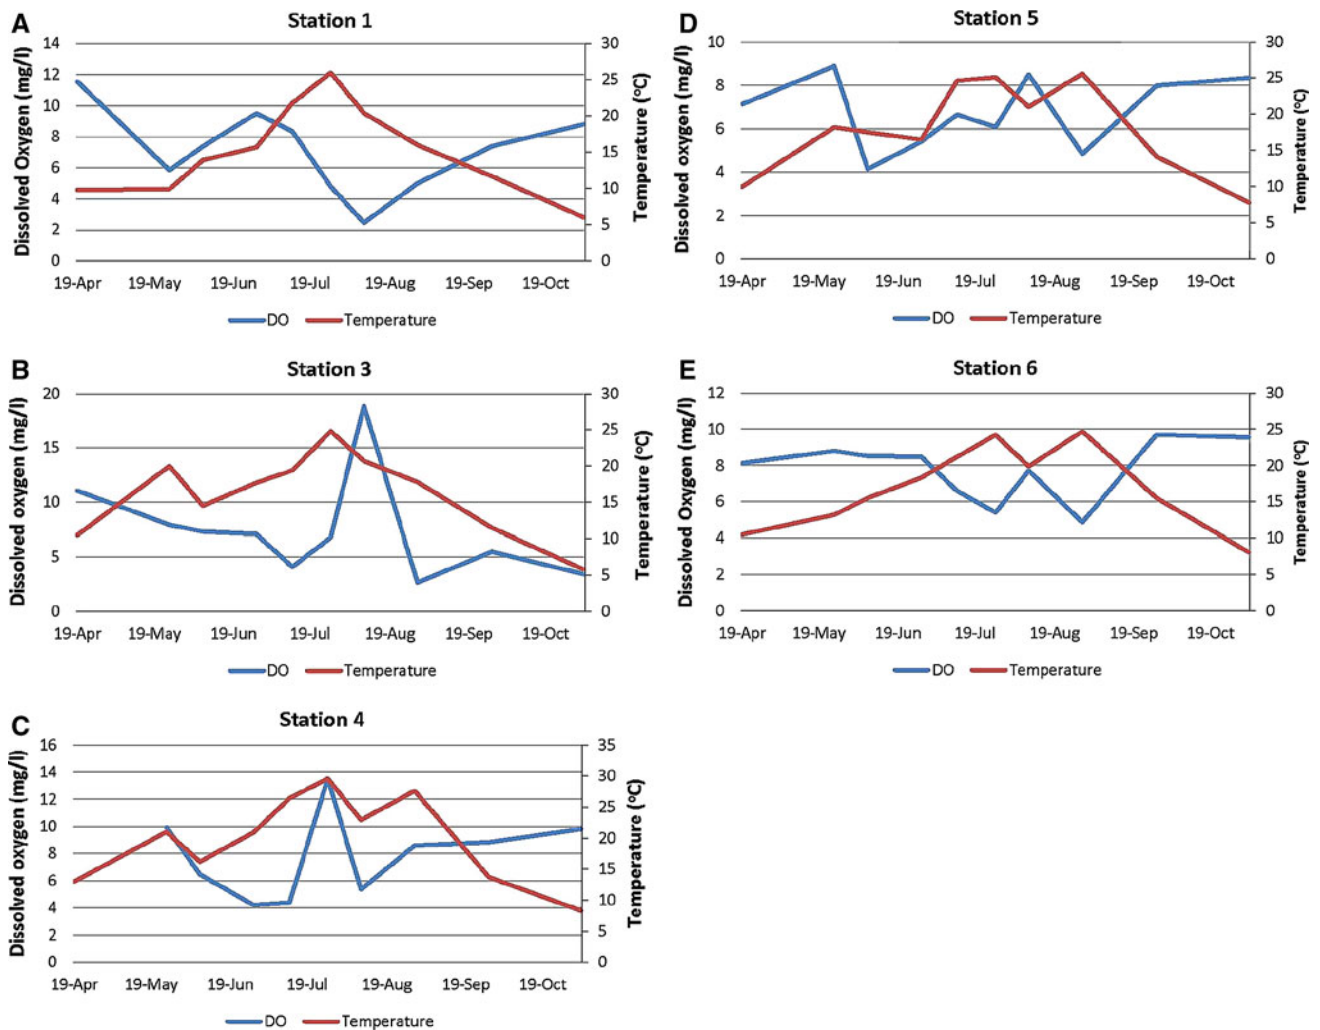 A
Station 1
Dissolved Oxygen (mg/l)
14
12
10
8
6
4
2
0
30
25
20
15
10
5
0
Temperature (°C)
19-Apr 19-May 19-Jun 19-Jul 19-Aug 19-Sep 19-Oct
DO Temperature
B
Station 3
Dissolved oxygen (mg/l)
20
15
10
5
0
30
25
20
15
10
5
0
Temperature (°C)
19-Apr 19-May 19-Jun 19-Jul 19-Aug 19-Sep 19-Oct
DO Temperature
C
Station 4
Dissolved oxygen (mg/l)
16
14
12
10
8
6
4
2
0
35
30
25
20
15
10
5
0
Temperature (°C)
19-Apr 19-May 19-Jun 19-Jul 19-Aug 19-Sep 19-Oct
DO Temperature
D
Station 5
Dissolved oxygen (mg/l)
10
8
6
4
2
0
30
25
20
15
10
5
0
Temperature (°C)
19-Apr 19-May 19-Jun 19-Jul 19-Aug 19-Sep 19-Oct
DO Temperature
E
Station 6
Dissolved Oxygen (mg/l)
12
10
8
6
4
2
0
30
25
20
15
10
5
0
Temperature (°C)
19-Apr 19-May 19-Jun 19-Jul 19-Aug 19-Sep 19-Oct
DO Temperature